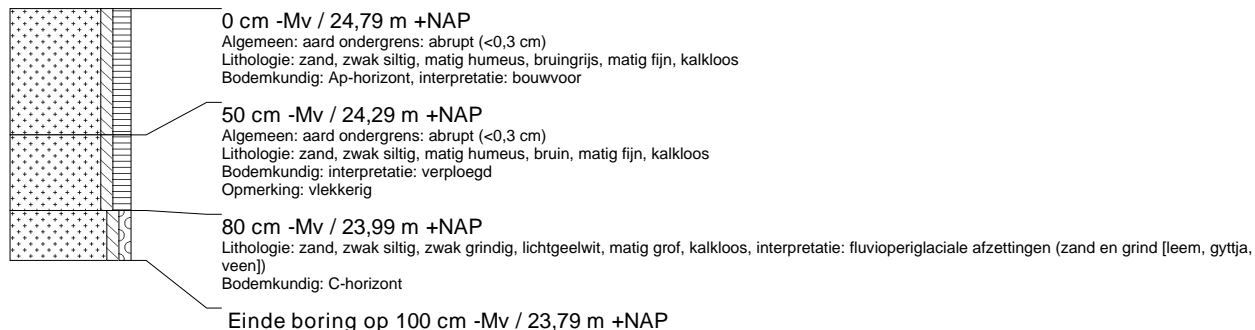 0 cm -Mv / 24,79 m +NAP
Algemeen: aard ondergrens: abrupt (<0,3 cm)
Lithologie: zand, zwak siltig, matig humeus, bruingrijs, matig fijn, kalkloos
Bodemkundig: Ap-horizont, interpretatie: bouwvoor
50 cm -Mv / 24,29 m +NAP
Algemeen: aard ondergrens: abrupt (<0,3 cm)
Lithologie: zand, zwak siltig, matig humeus, bruin, matig fijn, kalkloos
Bodemkundig: interpretatie: verploegd
Opmerking: vlekkerig
80 cm -Mv / 23,99 m +NAP
Lithologie: zand, zwak siltig, zwak grindig, lichtgeelwit, matig grof, kalkloos, interpretatie: fluvioperiglaciale afzettingen (zand en grind [leem, gyttja,
veen])
Bodemkundig: C-horizont
Einde boring op 100 cm -Mv / 23,79 m +NAP